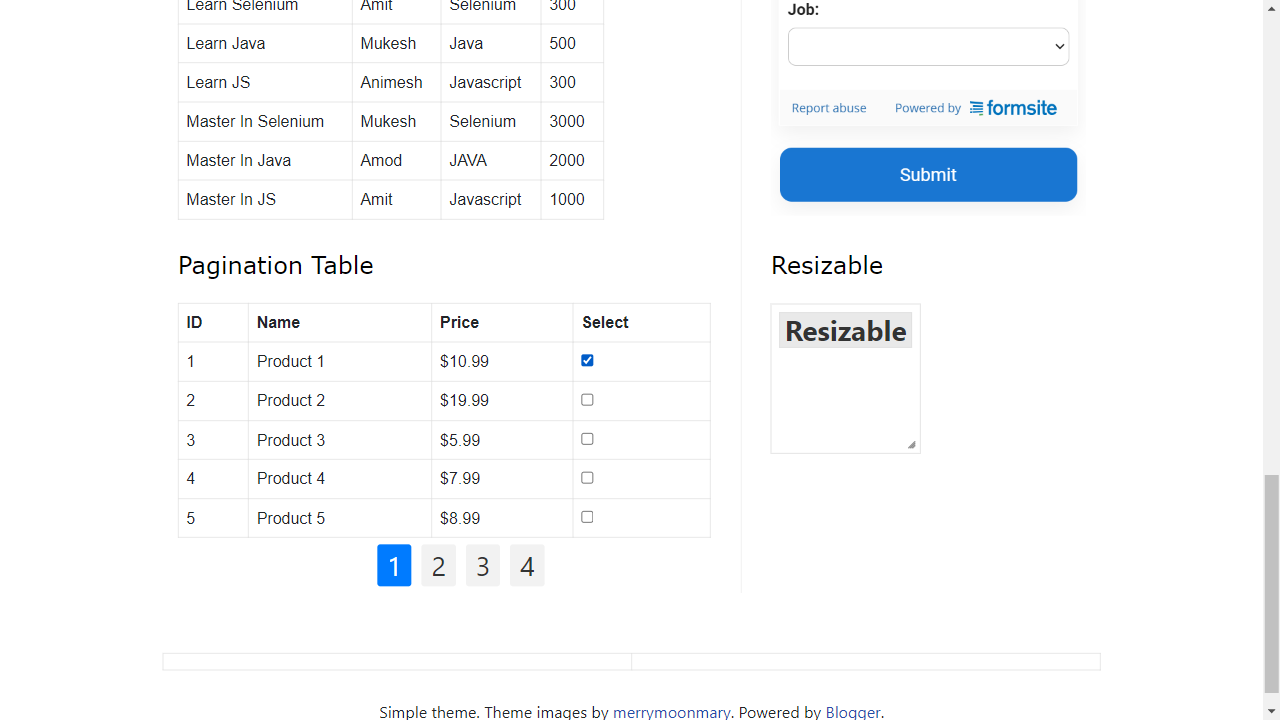 Learn Selenium Amit Selenium 300
Learn Java Mukesh Java 500
Learn JS Animesh Javascript 300
Master In Selenium Mukesh Selenium 3000
Master In Java Amod JAVA 2000
Master In JS Amit Javascript 1000
Pagination Table
ID Name Price Select
1 Product 1 $10.99
2 Product 2 $19.99
3 Product 3 $5.99
4 Product 4 $7.99
5 Product 5 $8.99
1 2 3 4
Job:
Report abuse Powered by formsite
Submit
Resizable
Resizable
Simple theme. Theme images by merrymoonmary. Powered by Blogger.